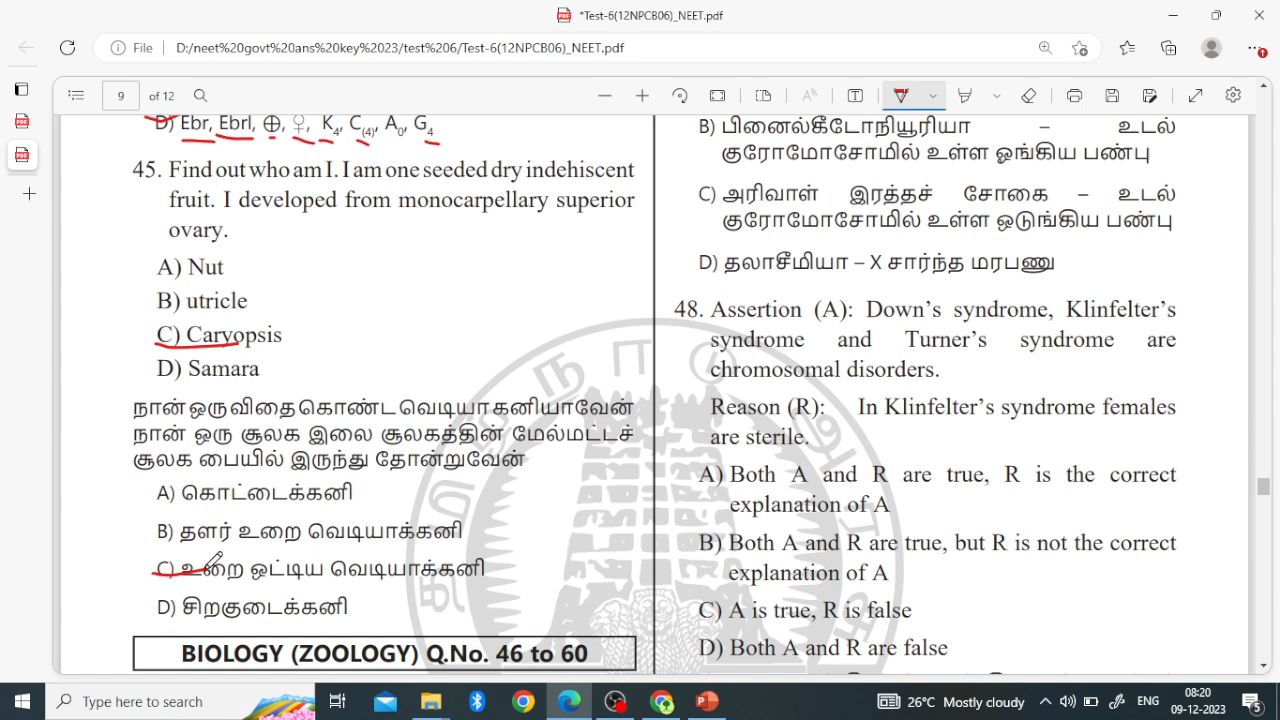 *Test-6(12NPCB06)_NEET.pdf
File | D:/neet%20govt%20ans%20key%2023/test%206/Test-6(12NPCB06)_NEET.pdf
9 of 12
D) Ebr, Ebrl, ⊕, ♀, K4, C(4), A0, G4
45. Find out who am I. I am one seeded dry indehiscent
fruit. I developed from monocarpellary superior
ovary.
A) Nut
B) utricle
C) Caryopsis
D) Samara
நான் ஒரு விதை கொண்ட வெடியா கனியாவேன்
நான் ஒரு சூலக இலை சூலகத்தின் மேல்மட்டச்
சூலக பையில் இருந்து தோன்றுவேன்
A) கொட்டைக்கனி
B) தளர் உறை வெடியாக்கனி
C) உறை ஒட்டிய வெடியாக்கனி
D) சிறகுடைக்கனி
BIOLOGY (ZOOLOGY) Q.No. 46 to 60
B) பினைல்கீடோநியூரியா – உடல்
குரோமோசோமில் உள்ள ஓங்கிய பண்பு
C) அரிவாள் இரத்தச் சோகை – உடல்
குரோமோசோமில் உள்ள ஒடுங்கிய பண்பு
D) தலாசீமியா – X சார்ந்த மரபணு
48. Assertion (A): Down's syndrome, Klinfelter's
syndrome and Turner's syndrome are
chromosomal disorders.
Reason (R): In Klinfelter's syndrome females
are sterile.
A) Both A and R are true, R is the correct
explanation of A
B) Both A and R are true, but R is not the correct
explanation of A
C) A is true, R is false
D) Both A and R are false
Type here to search
26°C Mostly cloudy
ENG
08:20
09-12-2023
5